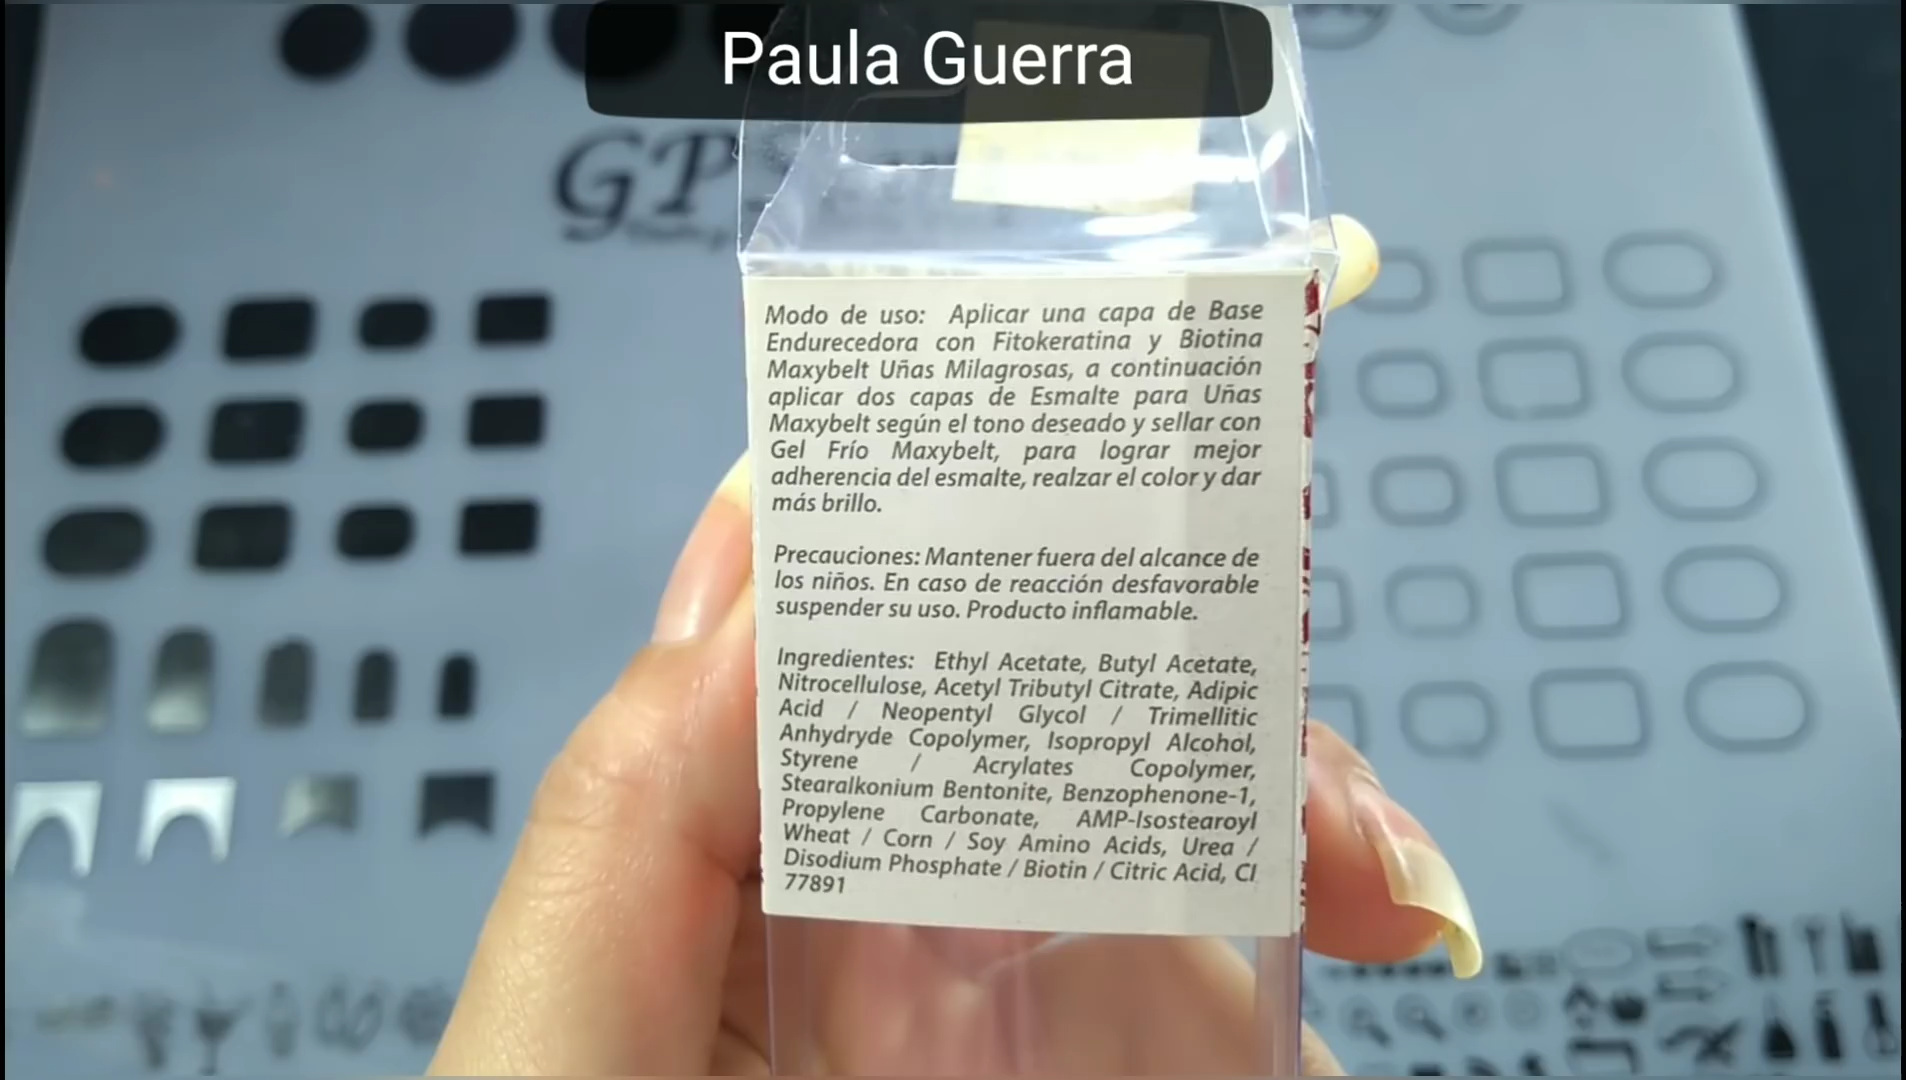 Paula Guerra
GP
Modo de uso: Aplicar una capa de Base
Endurecedora con Fitokeratina y Biotina
Maxybelt Uñas Milagrosas, a continuación
aplicar dos capas de Esmalte para Uñas
Maxybelt según el tono deseado y sellar con
Gel Frío Maxybelt, para lograr mejor
adherencia del esmalte, realzar el color y dar
más brillo.
Precauciones: Mantener fuera del alcance de
los niños. En caso de reacción desfavorable
suspender su uso. Producto inflamable.
Ingredientes: Ethyl Acetate, Butyl Acetate,
Nitrocellulose, Acetyl Tributyl Citrate, Adipic
Acid / Neopentyl Glycol / Trimellitic
Anhydryde Copolymer, Isopropyl Alcohol,
Styrene / Acrylates Copolymer,
Stearalkonium Bentonite, Benzophenone-1,
Propylene Carbonate, AMP-Isostearoyl
Wheat / Corn / Soy Amino Acids, Urea /
Disodium Phosphate / Biotin / Citric Acid, CI
77891